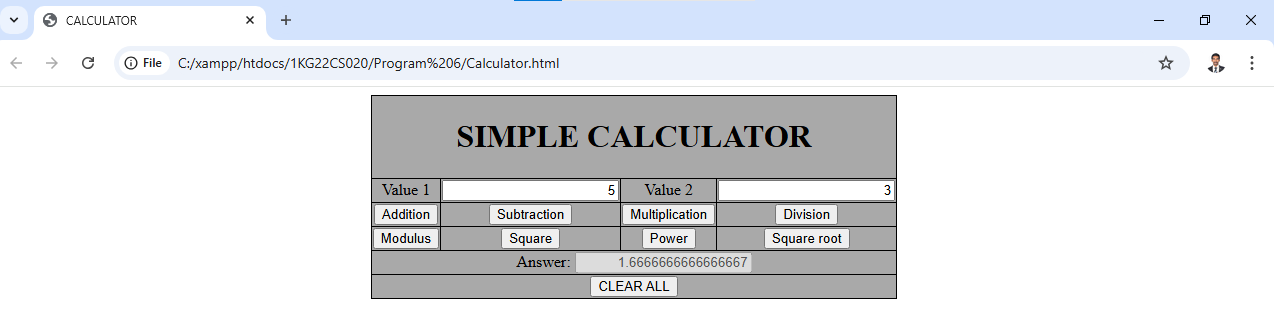 CALCULATOR
File C:/xampp/htdocs/1KG22CS020/Program%206/Calculator.html
SIMPLE CALCULATOR
Value 1 5 Value 2 3
Addition Subtraction Multiplication Division
Modulus Square Power Square root
Answer: 1.6666666666666667
CLEAR ALL